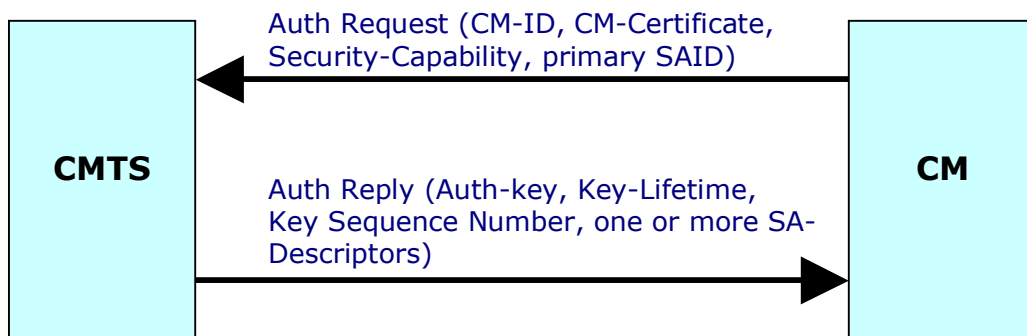 Auth Request (CM-ID, CM-Certificate,
Security-Capability, primary SAID)
CMTS
CM
Auth Reply (Auth-key, Key-Lifetime,
Key Sequence Number, one or more SA-
Descriptors)